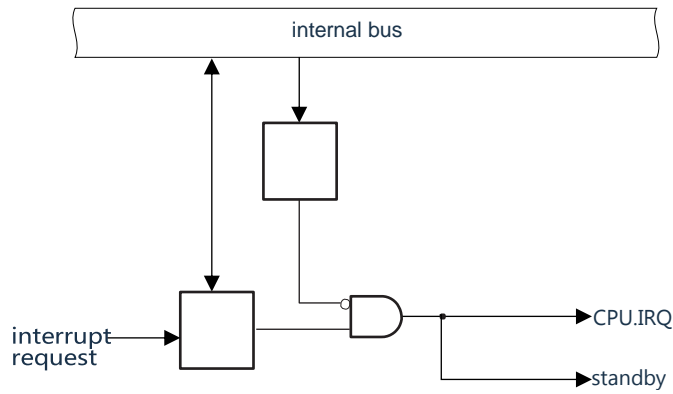 internal bus
interrupt
request
CPU.IRQ
standby